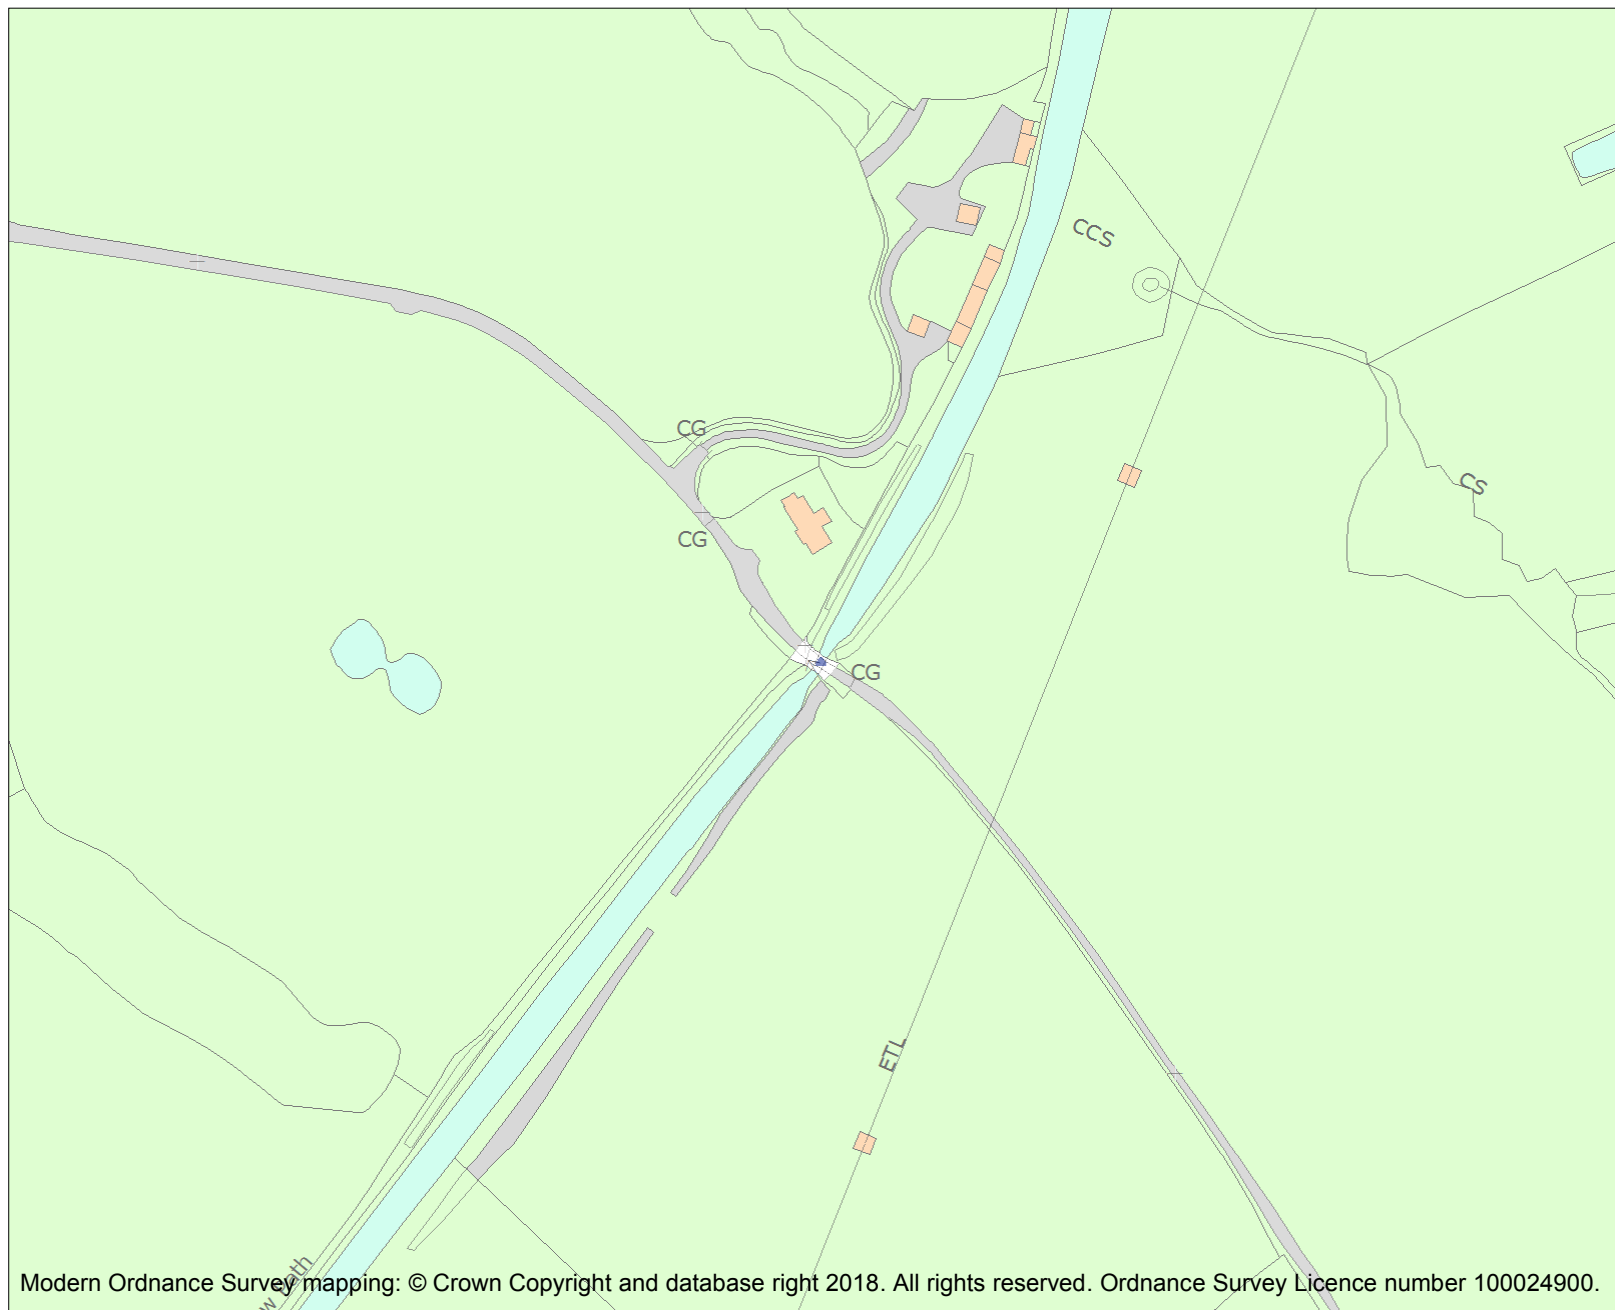 CCS
CG
CS
CG
CG
ETL
Path
Modern Ordnance Survey mapping: © Crown Copyright and database right 2018. All rights reserved. Ordnance Survey Licence number 100024900.